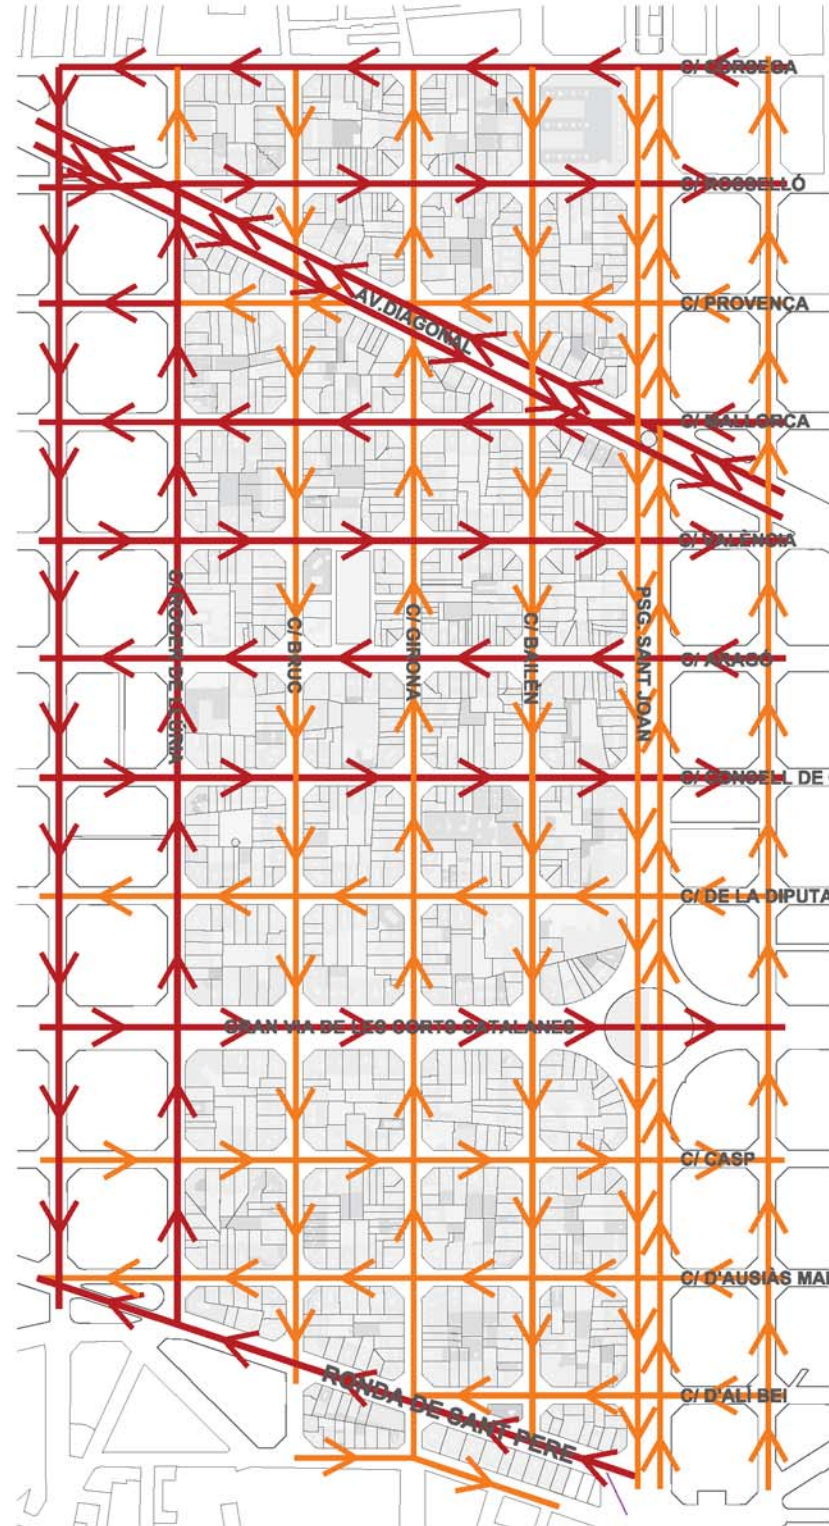 C/ CÒRSEGA
C/ ROSSELLÓ
C/ PROVENÇA
AV.DIAGONAL
C/ MALLORCA
C/ VALÈNCIA
C/ ROGER DE LLÚRIA
C/ BRUC
C/ GIRONA
C/ BAILÈN
PSG. SANT JOAN
C/ ARAGÓ
C/ CONSELL DE
C/ DE LA DIPUTA
GRAN VIA DE LES CORTS CATALANES
C/ CASP
C/ D'AUSIÀS MAR
C/ D'ALÍ BEI
RONDA DE SANT PERE